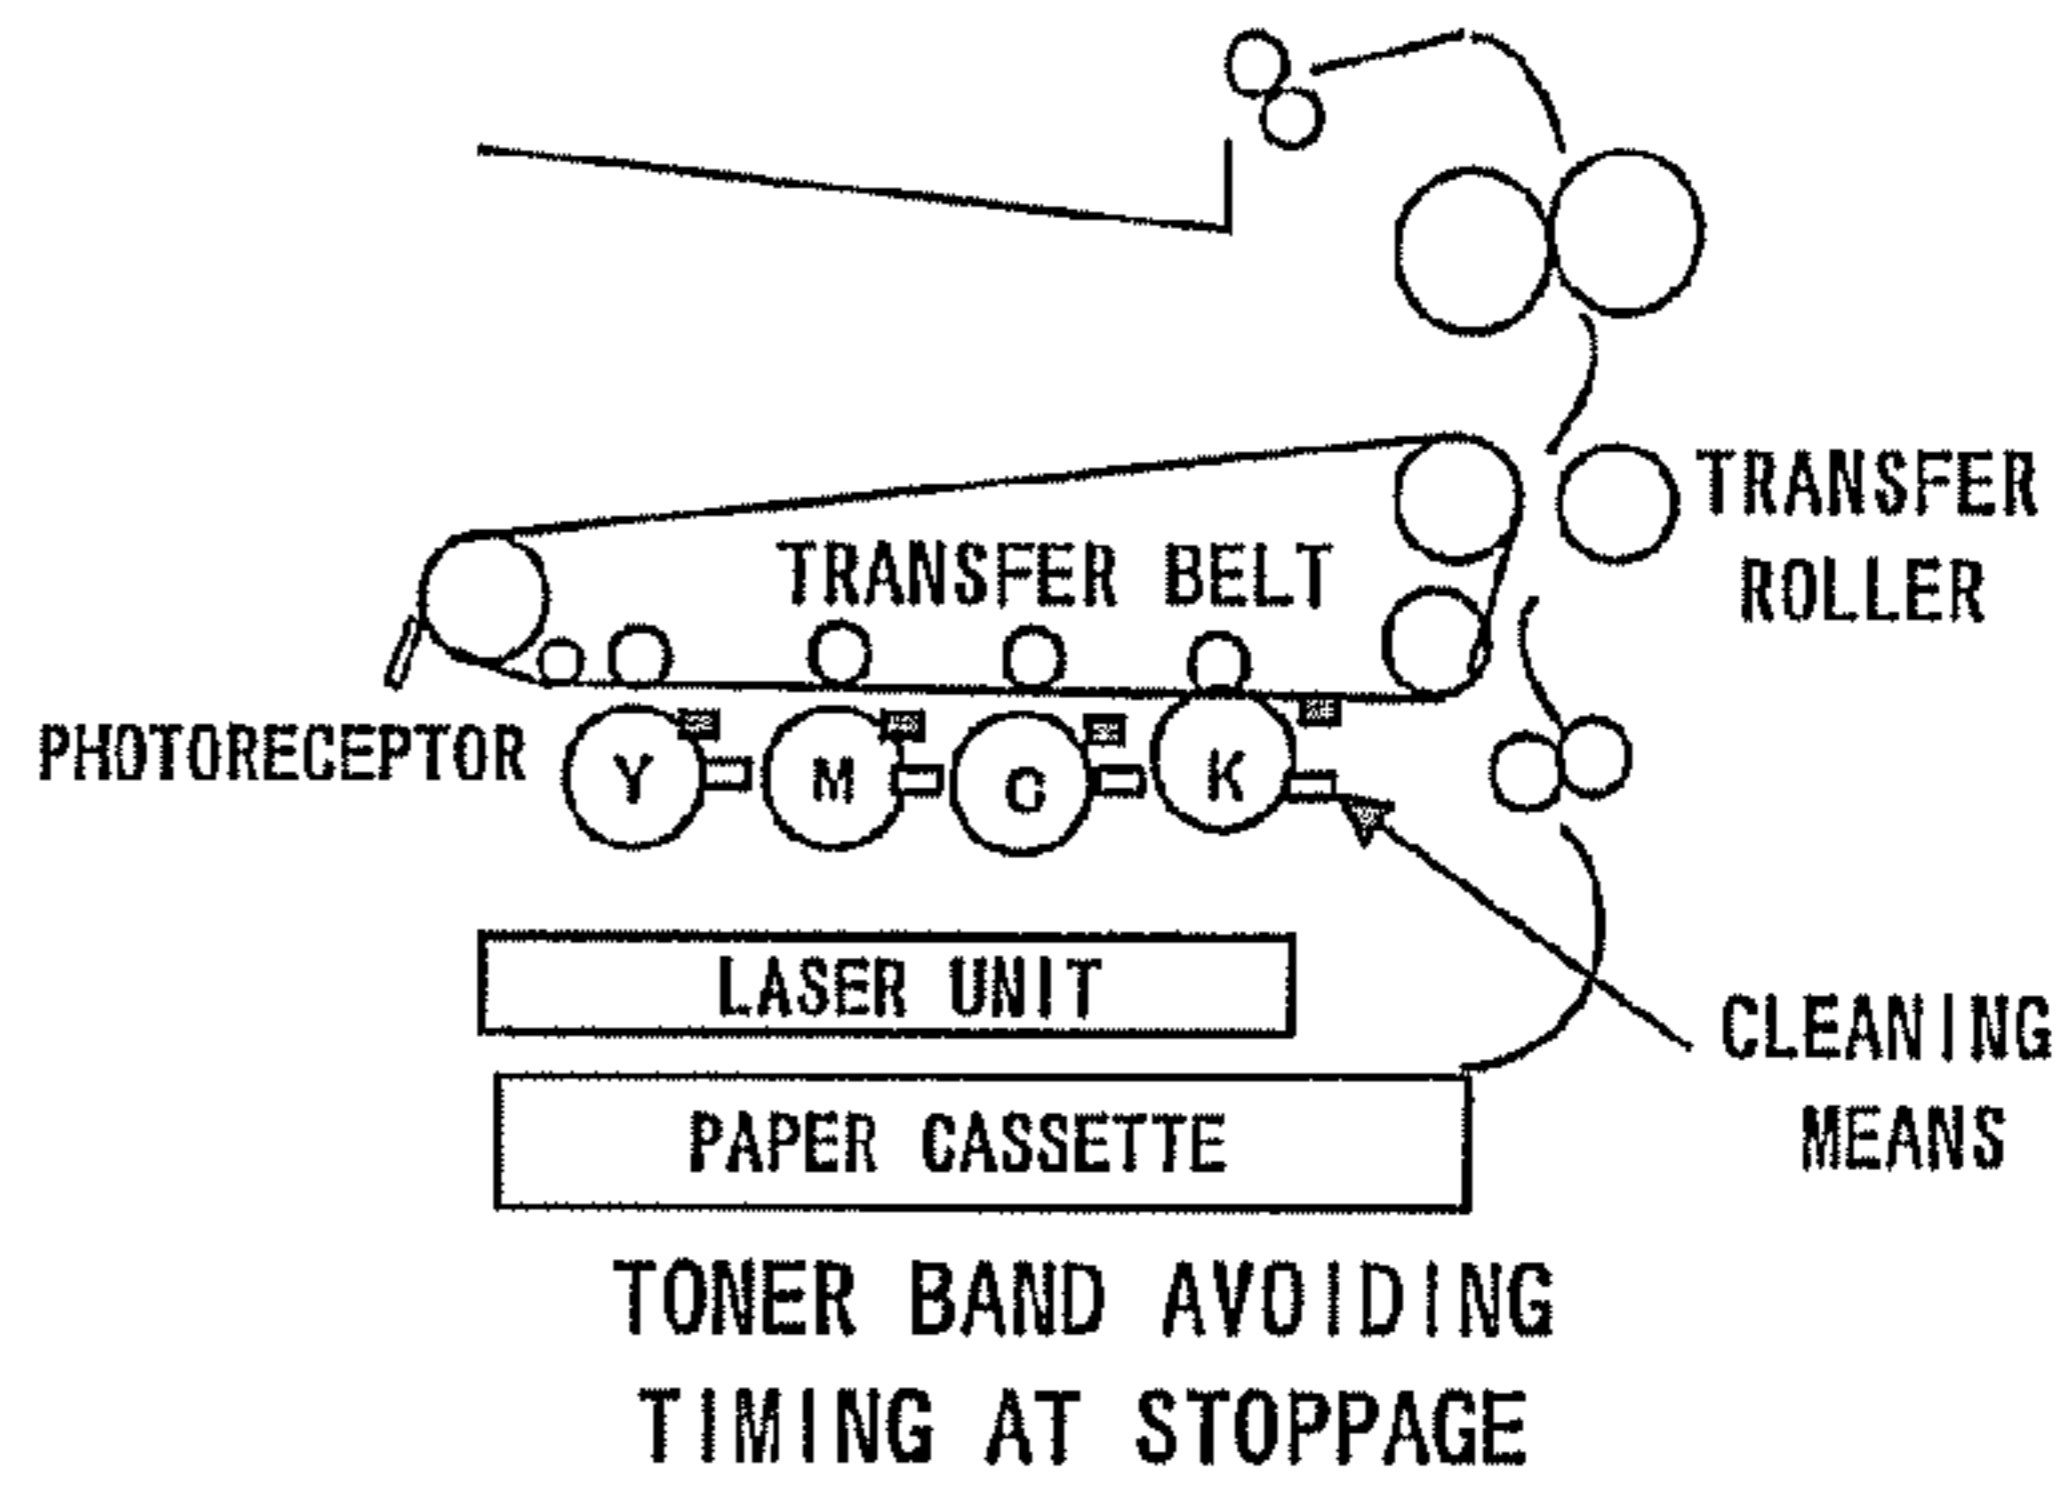 TRANSFER
ROLLER
TRANSFER BELT
PHOTORECEPTOR
Y M C K
LASER UNIT
CLEANING
MEANS
PAPER CASSETTE
TONER BAND AVOIDING
TIMING AT STOPPAGE